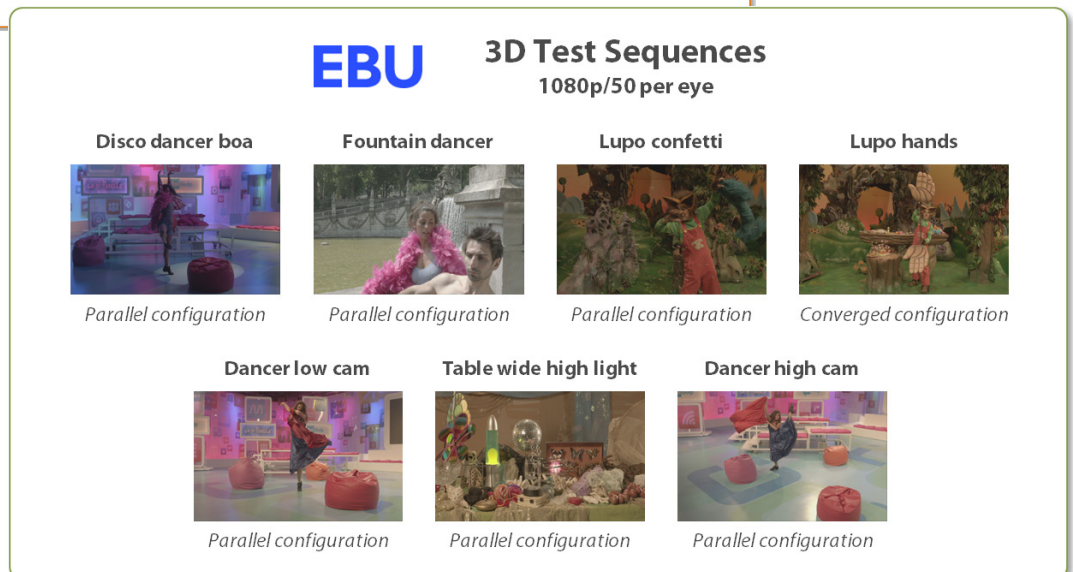 EBU
3D Test Sequences
1080p/50 per eye
Disco dancer boa
Fountain dancer
Lupo confetti
Lupo hands
Parallel configuration
Parallel configuration
Parallel configuration
Converged configuration
Dancer low cam
Table wide high light
Dancer high cam
Parallel configuration
Parallel configuration
Parallel configuration